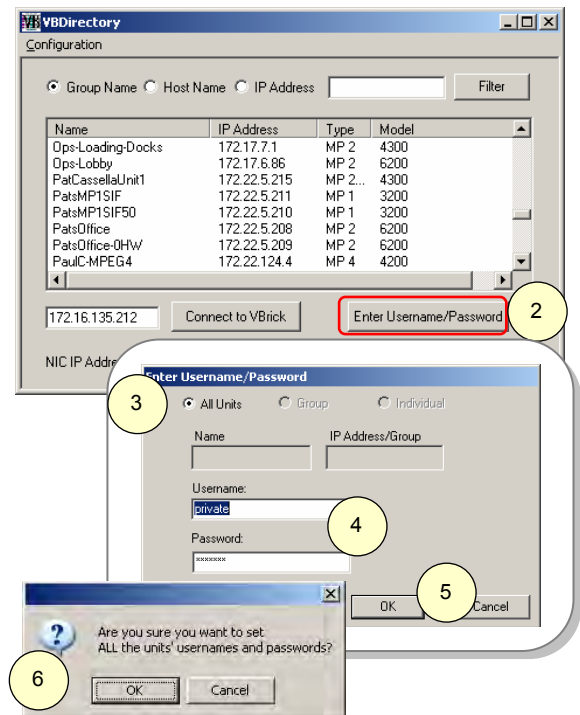 VBDirectory
Configuration
Group Name Host Name IP Address Filter
Name IP Address Type Model
Ops-Loading-Docks 172.17.7.1 MP 2 4300
Ops-Lobby 172.17.6.86 MP 2 6200
PatCassellaUnit1 172.22.5.215 MP 2... 4300
PatsMP1SIF 172.22.5.211 MP 1 3200
PatsMP1SIF50 172.22.5.210 MP 1 3200
PatsOffice 172.22.5.208 MP 2 6200
PatsOffice-0HW 172.22.5.209 MP 2 6200
PaulC-MPEG4 172.22.124.4 MP 4 4200
172.16.135.212 Connect to VBrick Enter Username/Password 2
NIC IP Addre
Enter Username/Password
3 All Units Group Individual
Name IP Address/Group
Username:
private
4
Password:
xxxxxxx
OK 5 Cancel
Are you sure you want to set
ALL the units' usernames and passwords?
6 OK Cancel